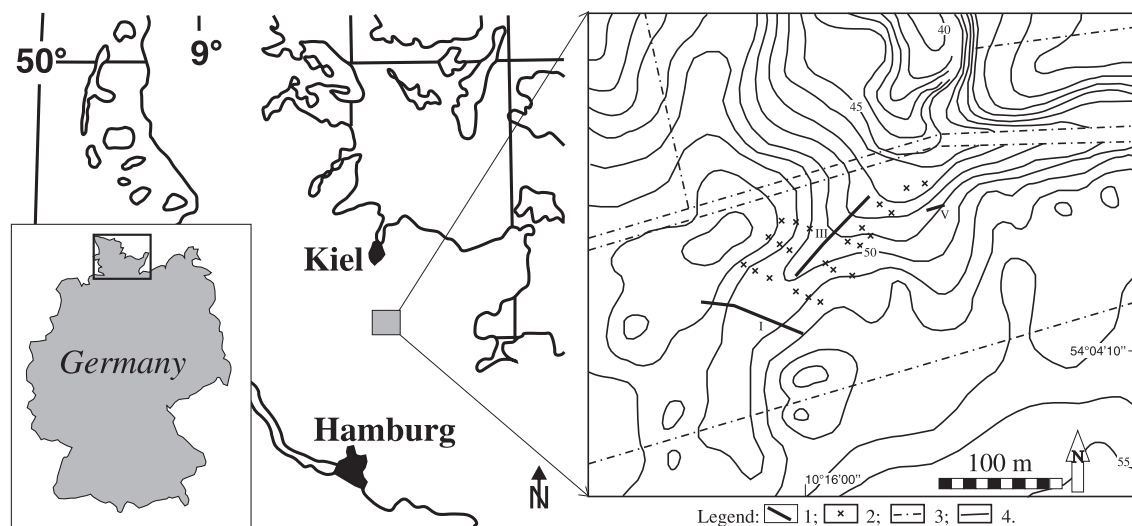 50°
9°
Kiel
Germany
Hamburg
N
40
45
V
III
50
I
54°04'10''
10°16'00''
100 m
N
55
Legend: 1; × 2; 3; 4.